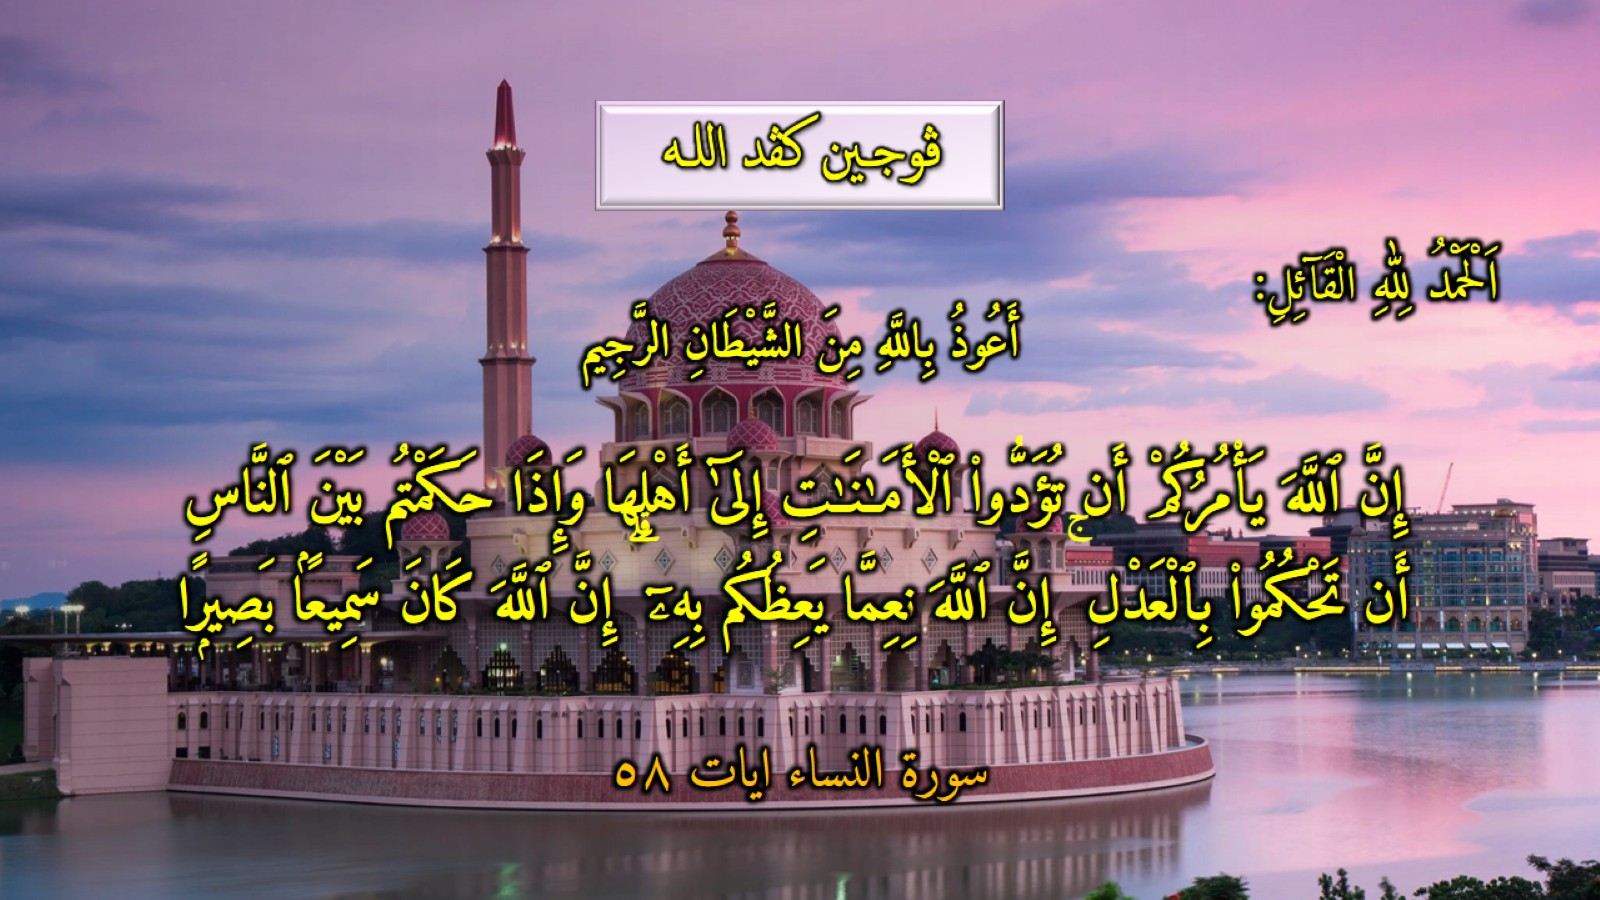 ڤوجين کڤد الله
اَلْحَمْدُ لِلّٰهِ الْقَآئِلِ:
أَعُوذُ بِاللَّهِ مِنَ الشَّيْطَانِ الرَّجِيم
إِنَّ ٱللَّهَ يَأْمُرُكُمْ أَن تُؤَدُّوا۟ ٱلْأَمَـٰنَـٰتِ إِلَىٰٓ أَهْلِهَا وَإِذَا حَكَمْتُم بَيْنَ ٱلنَّاسِ
أَن تَحْكُمُوا۟ بِٱلْعَدْلِ ۚ إِنَّ ٱللَّهَ نِعِمَّا يَعِظُكُم بِهِۦٓ ۗ إِنَّ ٱللَّهَ كَانَ سَمِيعًۢا بَصِيرًۭا
سورة النساء ايات ٥٨